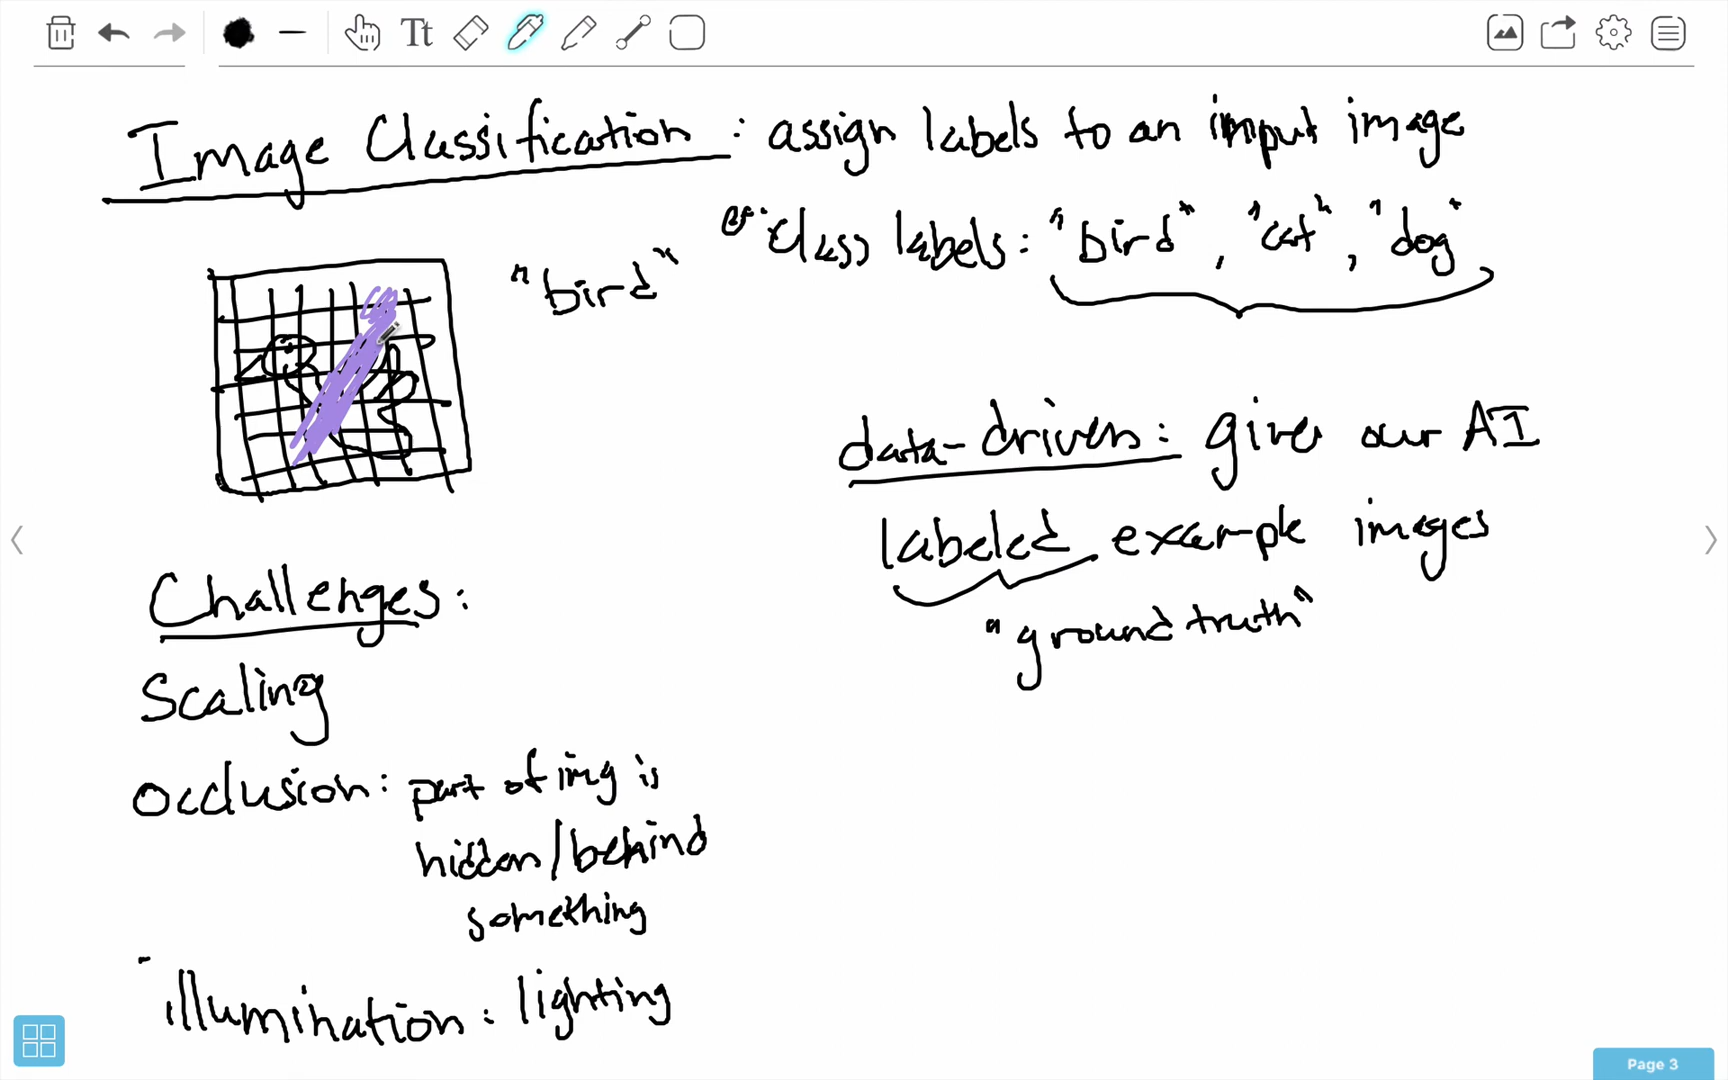 Tt
Image Classification : assign labels to an input image
class labels : "bird", "cat", "dog"
"bird"
data-driven: give our AI
labeled example images
"ground truth"
Challenges:
Scaling
Occlusion: part of img is
hidden/behind
something
illumination: lighting
Page 3